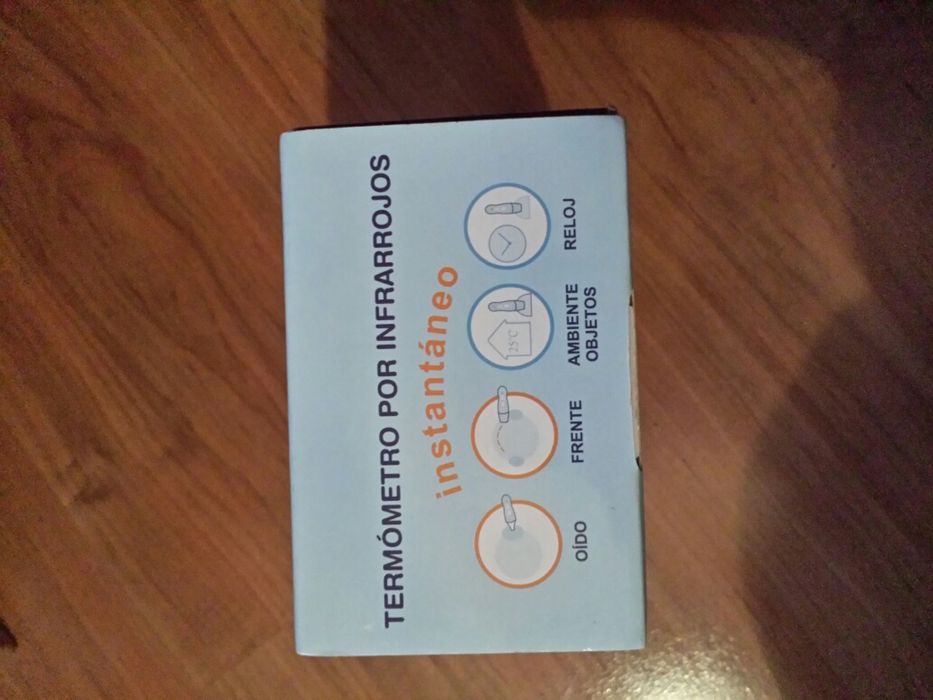 TERMÓMETRO POR INFRARROJOS
instantáneo
25°C
OÍDO
FRENTE
AMBIENTE
OBJETOS
RELOJ